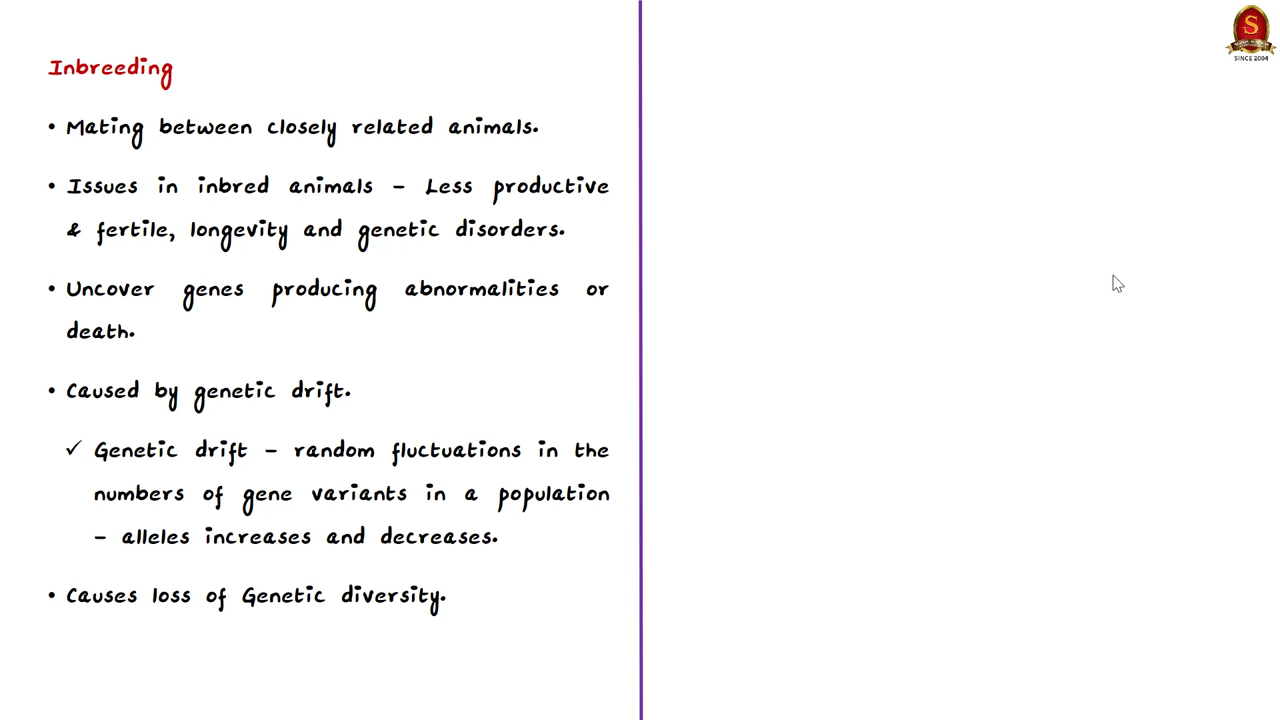 Inbreeding
• Mating between closely related animals.
• Issues in inbred animals – Less productive
& fertile, longevity and genetic disorders.
• Uncover genes producing abnormalities or
death.
• Caused by genetic drift.
✓ Genetic drift – random fluctuations in the
numbers of gene variants in a population
– alleles increases and decreases.
• Causes loss of Genetic diversity.
S
SINCE 2004